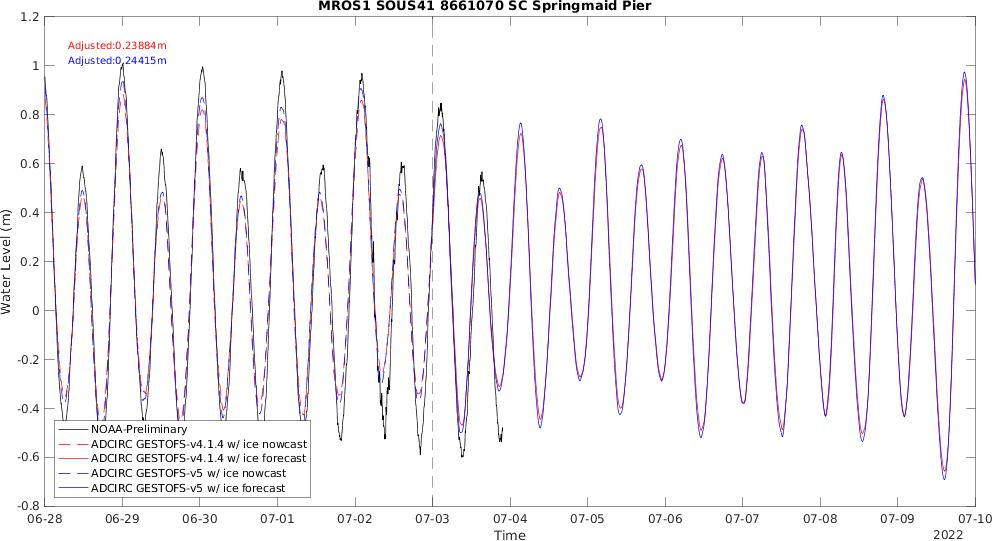 MROS1 SOUS41 8661070 SC Springmaid Pier
Adjusted:0.23884m
Adjusted:0.24415m
Water Level (m)
1.2
1
0.8
0.6
0.4
0.2
0
-0.2
-0.4
-0.6
-0.8
NOAA-Preliminary
ADCIRC GESTOFS-v4.1.4 w/ ice nowcast
ADCIRC GESTOFS-v4.1.4 w/ ice forecast
ADCIRC GESTOFS-v5 w/ ice nowcast
ADCIRC GESTOFS-v5 w/ ice forecast
06-28 06-29 06-30 07-01 07-02 07-03 07-04 07-05 07-06 07-07 07-08 07-09 07-10
Time
2022